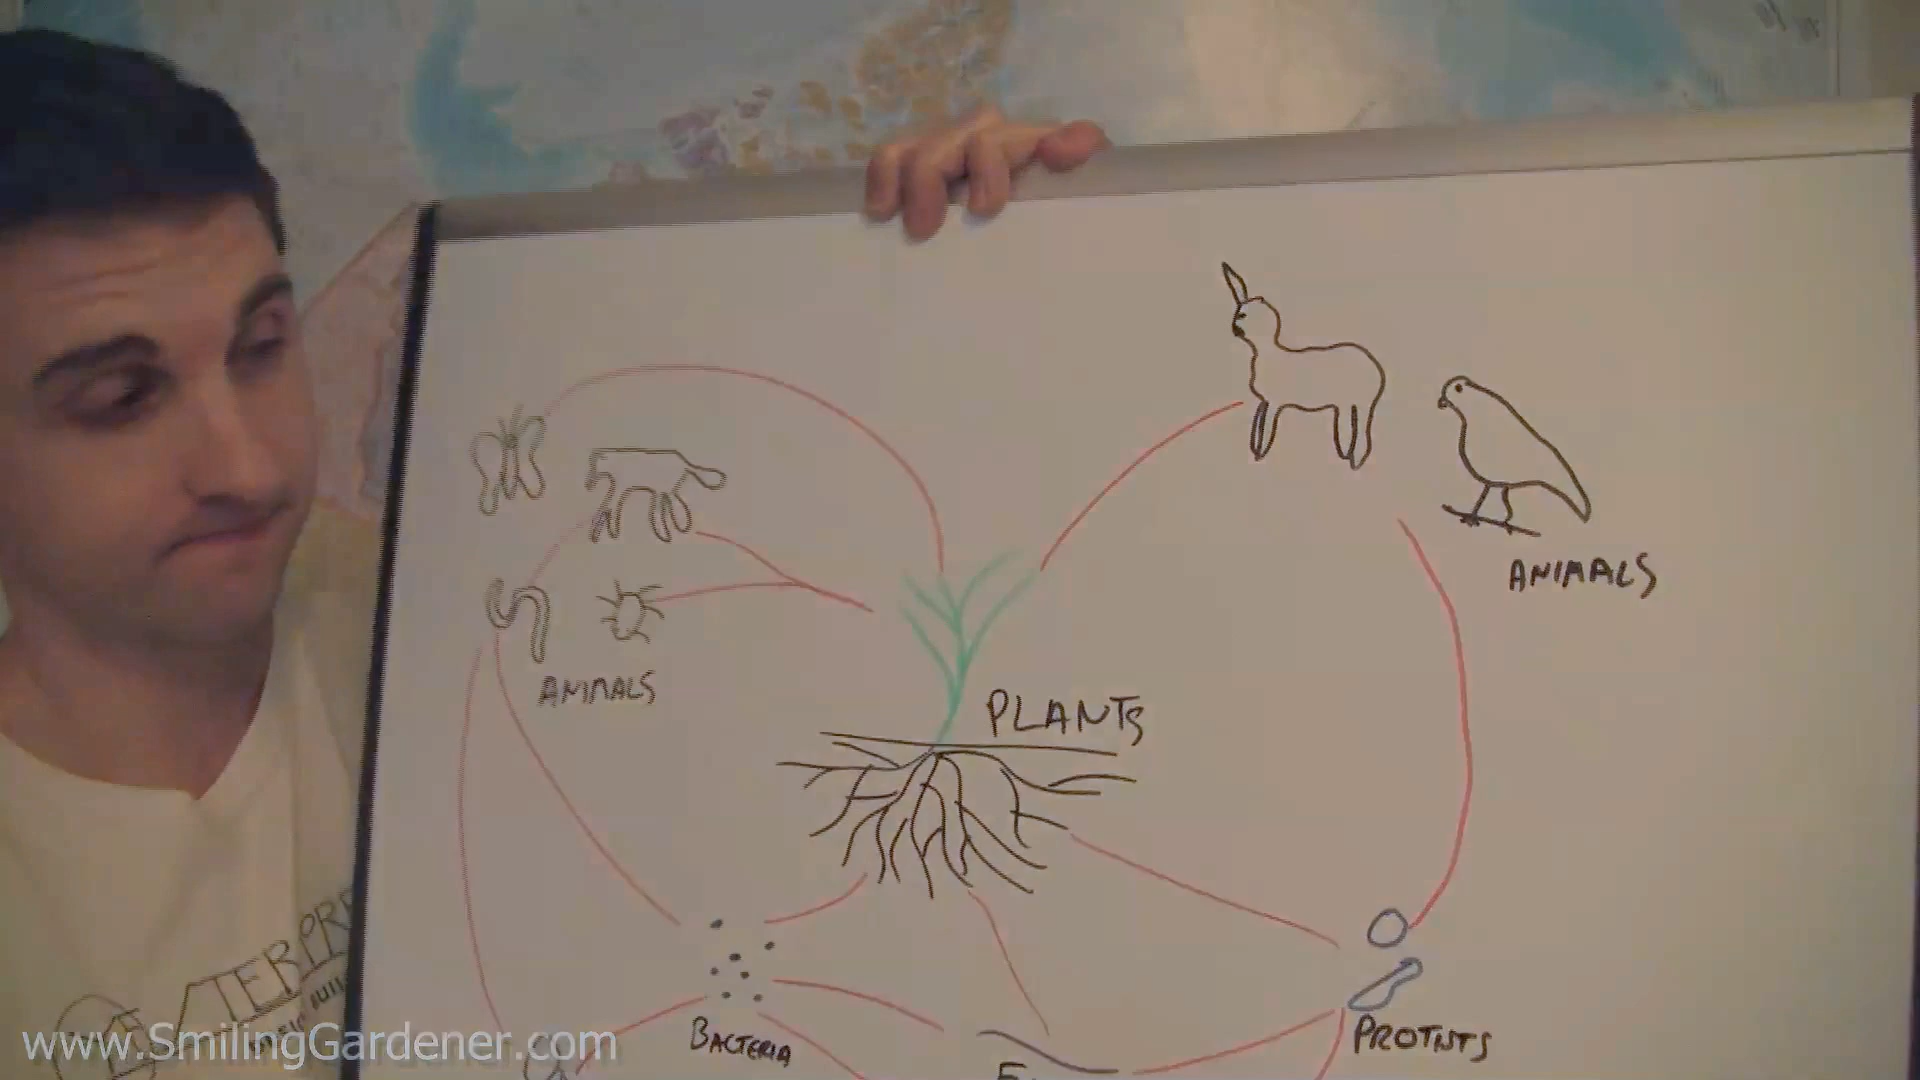 ANIMALS
ANIMALS
PLANTS
BACTERIA
PROTISTS
www.SmilingGardener.com